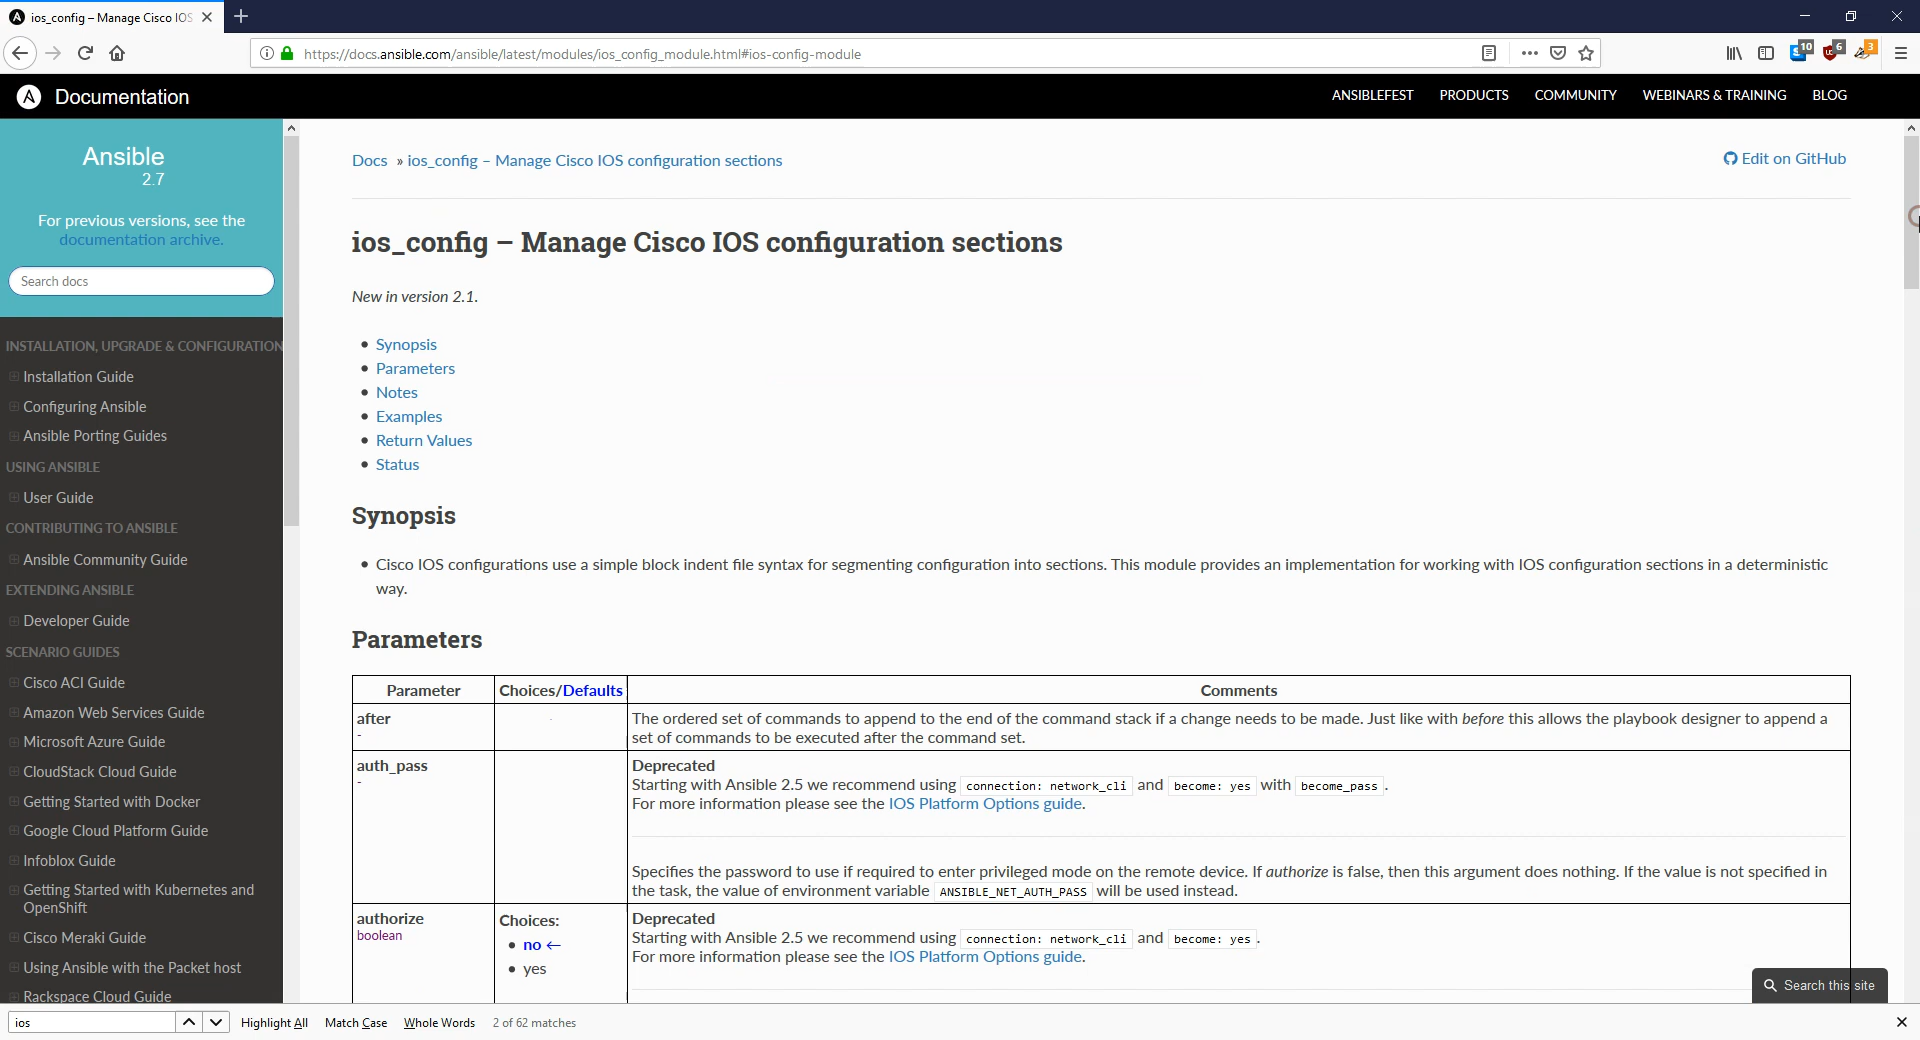 ios_config – Manage Cisco IOS
https://docs.ansible.com/ansible/latest/modules/ios_config_module.html#ios-config-module
10
6
3
Documentation
ANSIBLEFEST
PRODUCTS
COMMUNITY
WEBINARS & TRAINING
BLOG
Ansible
2.7
For previous versions, see the
documentation archive.
Search docs
INSTALLATION, UPGRADE & CONFIGURATION
Installation Guide
Configuring Ansible
Ansible Porting Guides
USING ANSIBLE
User Guide
CONTRIBUTING TO ANSIBLE
Ansible Community Guide
EXTENDING ANSIBLE
Developer Guide
SCENARIO GUIDES
Cisco ACI Guide
Amazon Web Services Guide
Microsoft Azure Guide
CloudStack Cloud Guide
Getting Started with Docker
Google Cloud Platform Guide
Infoblox Guide
Getting Started with Kubernetes and
OpenShift
Cisco Meraki Guide
Using Ansible with the Packet host
Rackspace Cloud Guide
Docs » ios_config – Manage Cisco IOS configuration sections
Edit on GitHub
ios_config – Manage Cisco IOS configuration sections
New in version 2.1.
• Synopsis
• Parameters
• Notes
• Examples
• Return Values
• Status
Synopsis
• Cisco IOS configurations use a simple block indent file syntax for segmenting configuration into sections. This module provides an implementation for working with IOS configuration sections in a deterministic
way.
Parameters
Parameter
Choices/Defaults
Comments
after
-
The ordered set of commands to append to the end of the command stack if a change needs to be made. Just like with before this allows the playbook designer to append a
set of commands to be executed after the command set.
auth_pass
-
Deprecated
Starting with Ansible 2.5 we recommend using connection: network_cli and become: yes with become_pass .
For more information please see the IOS Platform Options guide.
Specifies the password to use if required to enter privileged mode on the remote device. If authorize is false, then this argument does nothing. If the value is not specified in
the task, the value of environment variable ANSIBLE_NET_AUTH_PASS will be used instead.
authorize
boolean
Choices:
• no ←
• yes
Deprecated
Starting with Ansible 2.5 we recommend using connection: network_cli and become: yes .
For more information please see the IOS Platform Options guide.
Search this site
ios
Highlight All
Match Case
Whole Words
2 of 62 matches